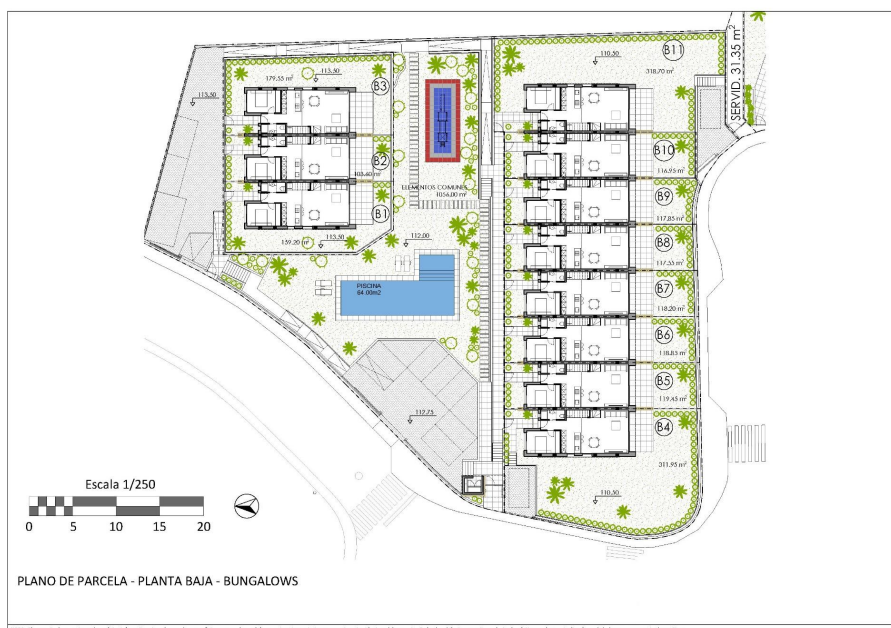 B11
110.50
318.70 m²
SERVID. 31.35 m²
113.50
179.55 m²
B3
113.50
B10
116.95 m²
B2
103.60 m²
ELEMENTOS COMUNES
1056.00 m²
B9
117.85 m²
B1
159.20 m²
113.50
112.00
B8
117.55 m²
PISCINA
64.00m2
B7
118.20 m²
B6
118.85 m²
B5
119.45 m²
112.75
B4
311.95 m²
110.50
Escala 1/250
0 5 10 15 20
PLANO DE PARCELA - PLANTA BAJA - BUNGALOWS